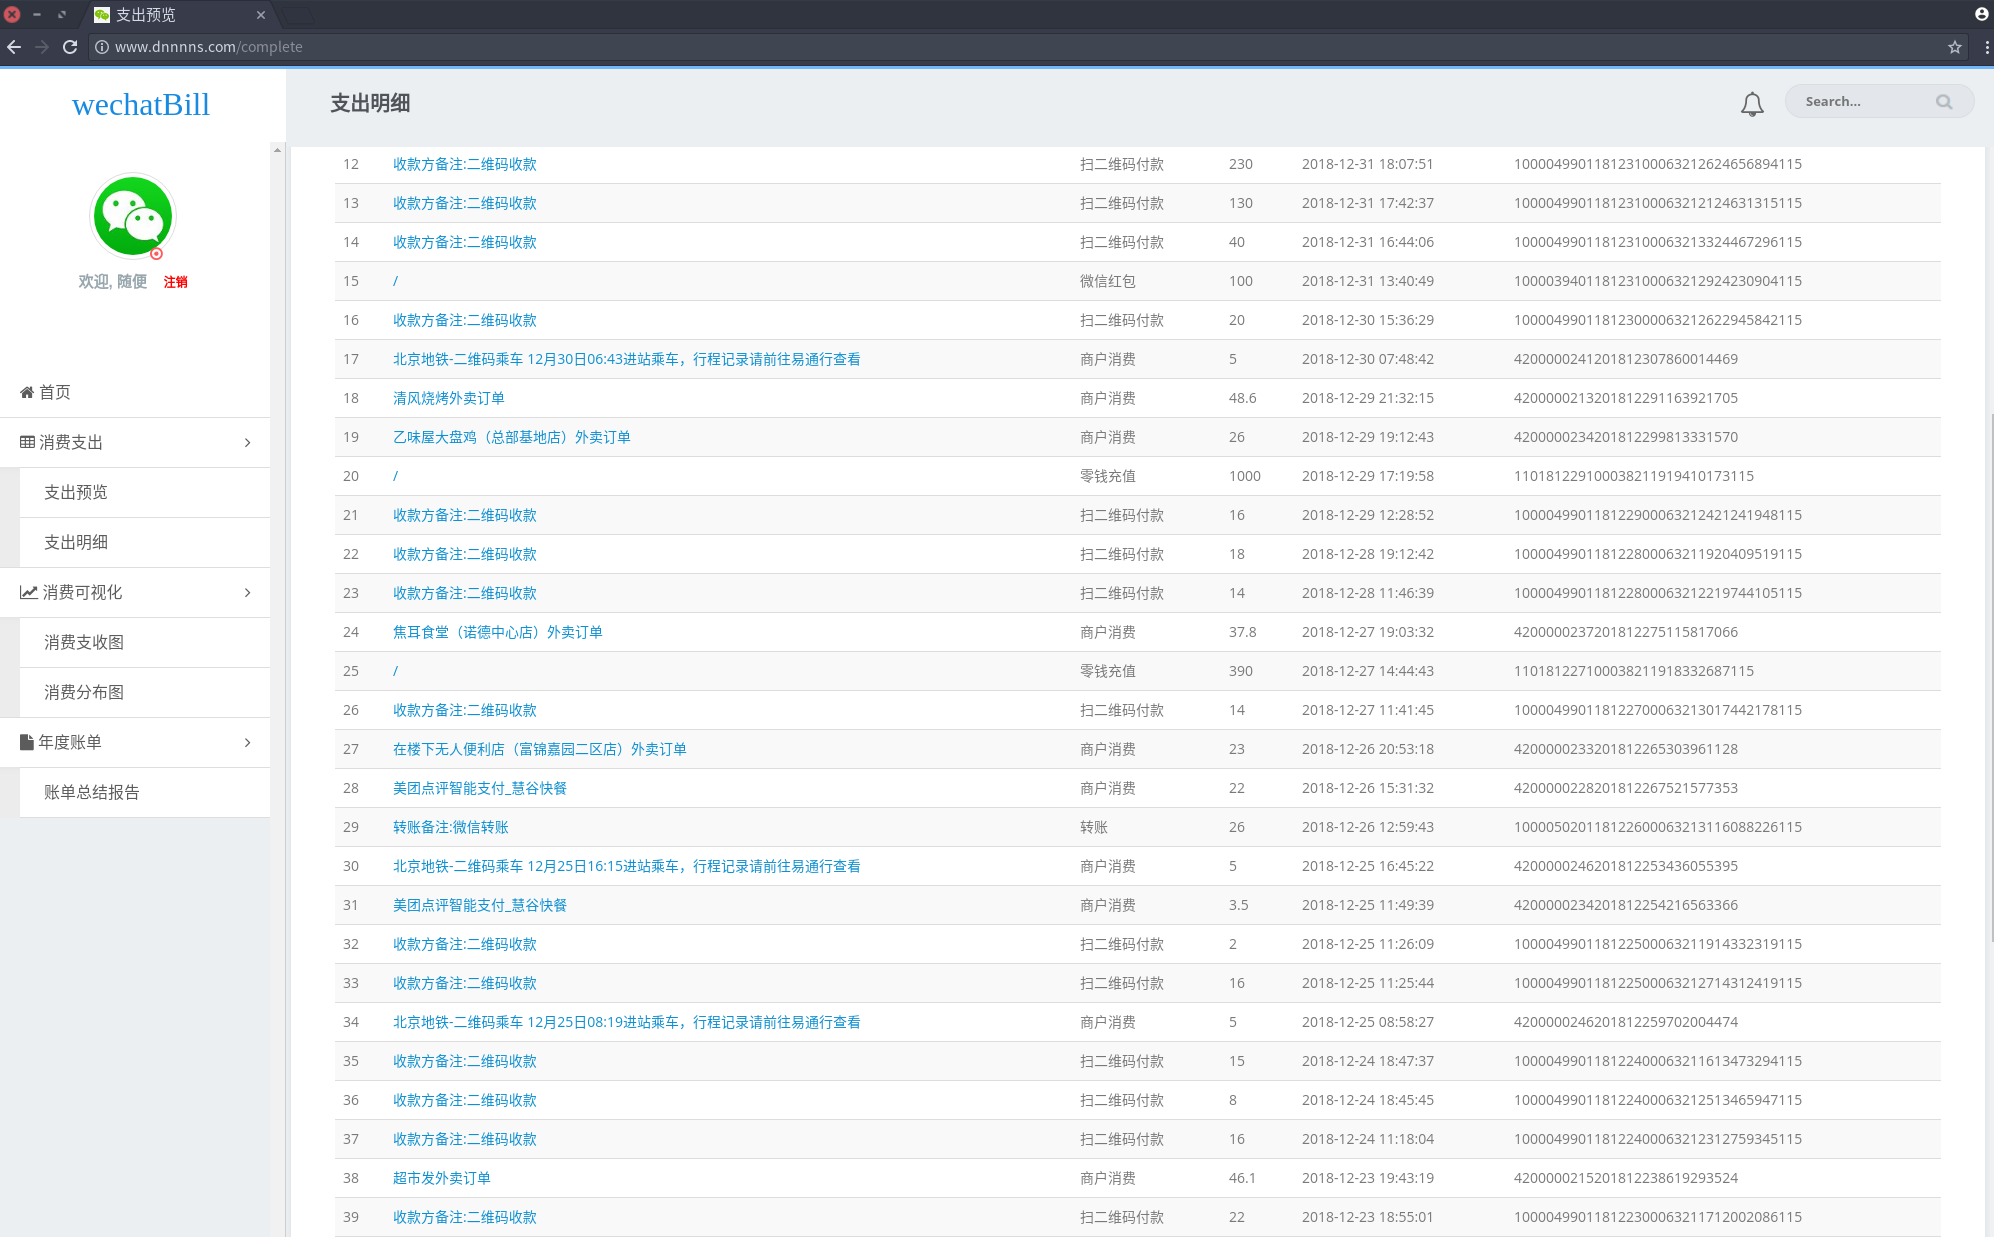 支出预览
www.dnnnns.com/complete
wechatBill
支出明细
Search...
欢迎, 随便 注销
首页
消费支出
支出预览
支出明细
消费可视化
消费支收图
消费分布图
年度账单
账单总结报告
12 收款方备注:二维码收款 扫二维码付款 230 2018-12-31 18:07:51 1000049901181231000632126246568​94115
13 收款方备注:二维码收款 扫二维码付款 130 2018-12-31 17:42:37 1000049901181231000632121246313​15115
14 收款方备注:二维码收款 扫二维码付款 40 2018-12-31 16:44:06 1000049901181231000632133244672​96115
15 / 微信红包 100 2018-12-31 13:40:49 1000039401181231000632129242309​04115
16 收款方备注:二维码收款 扫二维码付款 20 2018-12-30 15:36:29 1000049901181230000632126229458​42115
17 北京地铁-二维码乘车 12月30日06:43进站乘车，行程记录请前往易通行查看 商户消费 5 2018-12-30 07:48:42 4200000241201812307860014469
18 清风烧烤外卖订单 商户消费 48.6 2018-12-29 21:32:15 4200000213201812291163921705
19 乙味屋大盘鸡（总部基地店）外卖订单 商户消费 26 2018-12-29 19:12:43 4200000234201812299813331570
20 / 零钱充值 1000 2018-12-29 17:19:58 110181229100038211919410173115
21 收款方备注:二维码收款 扫二维码付款 16 2018-12-29 12:28:52 100004990118122900063212421241948115
22 收款方备注:二维码收款 扫二维码付款 18 2018-12-28 19:12:42 100004990118122800063211920409519115
23 收款方备注:二维码收款 扫二维码付款 14 2018-12-28 11:46:39 100004990118122800063212219744105115
24 焦耳食堂（诺德中心店）外卖订单 商户消费 37.8 2018-12-27 19:03:32 4200000237201812275115817066
25 / 零钱充值 390 2018-12-27 14:44:43 110181227100038211918332687115
26 收款方备注:二维码收款 扫二维码付款 14 2018-12-27 11:41:45 100004990118122700063213017442178115
27 在楼下无人便利店（富锦嘉园二区店）外卖订单 商户消费 23 2018-12-26 20:53:18 4200000233201812265303961128
28 美团点评智能支付_慧谷快餐 商户消费 22 2018-12-26 15:31:32 4200000228201812267521577353
29 转账备注:微信转账 转账 26 2018-12-26 12:59:43 100005020118122600063213116088226115
30 北京地铁-二维码乘车 12月25日16:15进站乘车，行程记录请前往易通行查看 商户消费 5 2018-12-25 16:45:22 4200000246201812253436055395
31 美团点评智能支付_慧谷快餐 商户消费 3.5 2018-12-25 11:49:39 4200000234201812254216563366
32 收款方备注:二维码收款 扫二维码付款 2 2018-12-25 11:26:09 100004990118122500063211914332319115
33 收款方备注:二维码收款 扫二维码付款 16 2018-12-25 11:25:44 100004990118122500063212714312419115
34 北京地铁-二维码乘车 12月25日08:19进站乘车，行程记录请前往易通行查看 商户消费 5 2018-12-25 08:58:27 4200000246201812259702004474
35 收款方备注:二维码收款 扫二维码付款 15 2018-12-24 18:47:37 100004990118122400063211613473294115
36 收款方备注:二维码收款 扫二维码付款 8 2018-12-24 18:45:45 100004990118122400063212513465947115
37 收款方备注:二维码收款 扫二维码付款 16 2018-12-24 11:18:04 100004990118122400063212312759345115
38 超市发外卖订单 商户消费 46.1 2018-12-23 19:43:19 4200000215201812238619293524
39 收款方备注:二维码收款 扫二维码付款 22 2018-12-23 18:55:01 100004990118122300063211712002086115